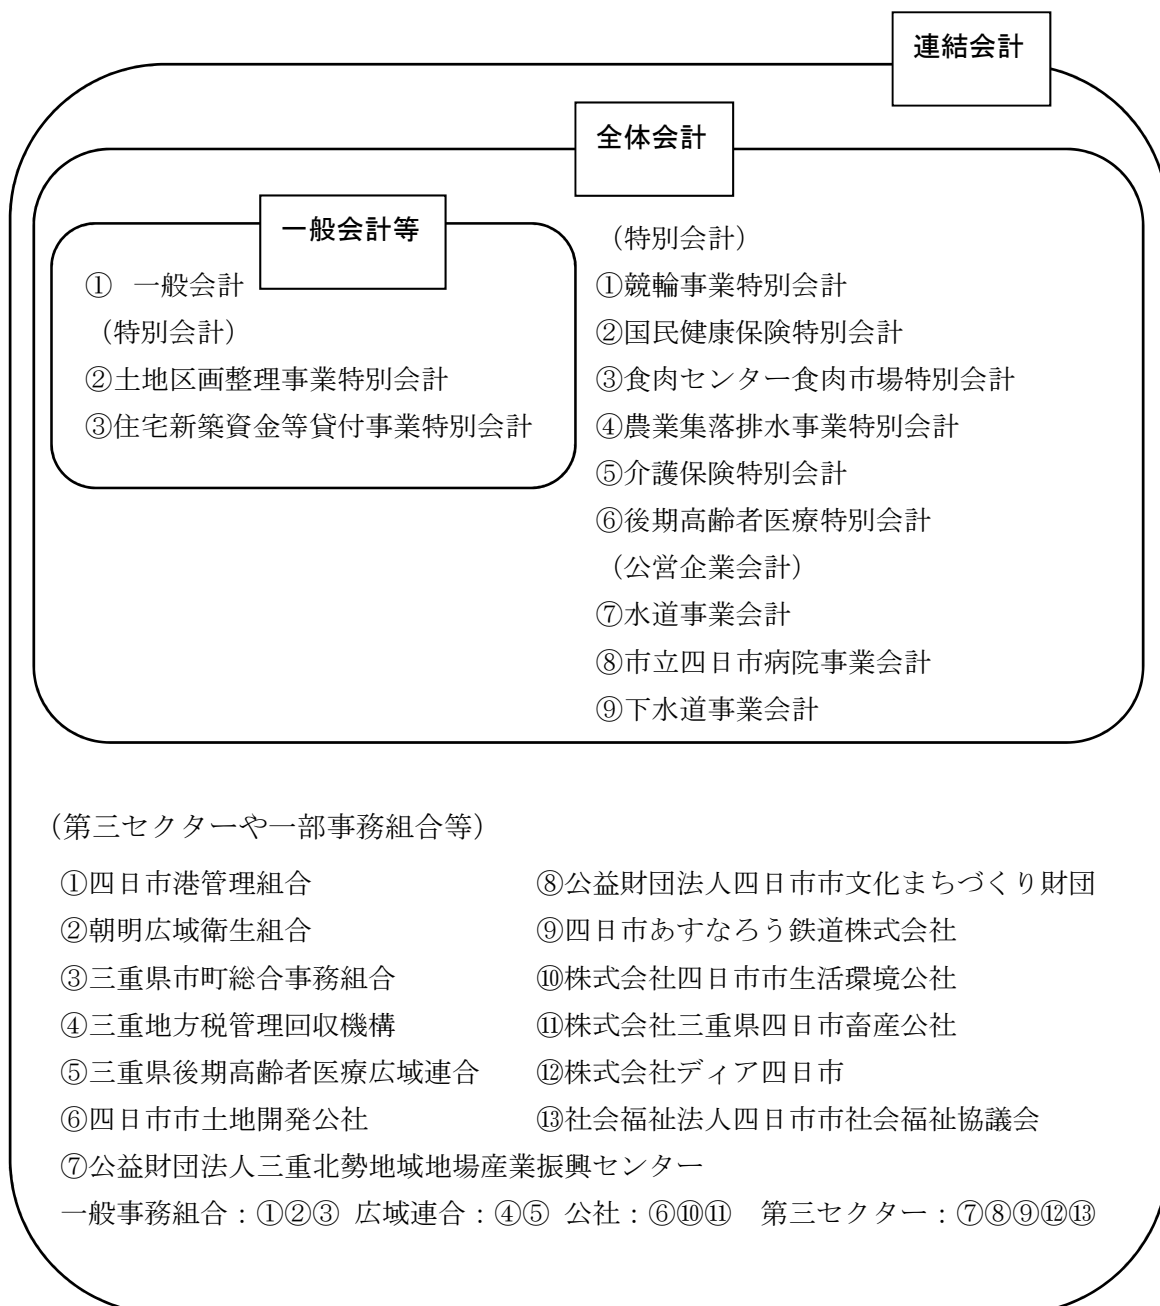 連結会計
全体会計
一般会計等
① 一般会計
（特別会計）
②土地区画整理事業特別会計
③住宅新築資金等貸付事業特別会計
（特別会計）
①競輪事業特別会計
②国民健康保険特別会計
③食肉センター食肉市場特別会計
④農業集落排水事業特別会計
⑤介護保険特別会計
⑥後期高齢者医療特別会計
（公営企業会計）
⑦水道事業会計
⑧市立四日市病院事業会計
⑨下水道事業会計
（第三セクターや一部事務組合等）
①四日市港管理組合
②朝明広域衛生組合
③三重県市町総合事務組合
④三重地方税管理回収機構
⑤三重県後期高齢者医療広域連合
⑥四日市市土地開発公社
⑦公益財団法人三重北勢地域地場産業振興センター
⑧公益財団法人四日市市文化まちづくり財団
⑨四日市あすなろう鉄道株式会社
⑩株式会社四日市市生活環境公社
⑪株式会社三重県四日市畜産公社
⑫株式会社ディア四日市
⑬社会福祉法人四日市市社会福祉協議会
一般事務組合：①②③ 広域連合：④⑤ 公社：⑥⑩⑪　第三セクター：⑦⑧⑨⑫⑬